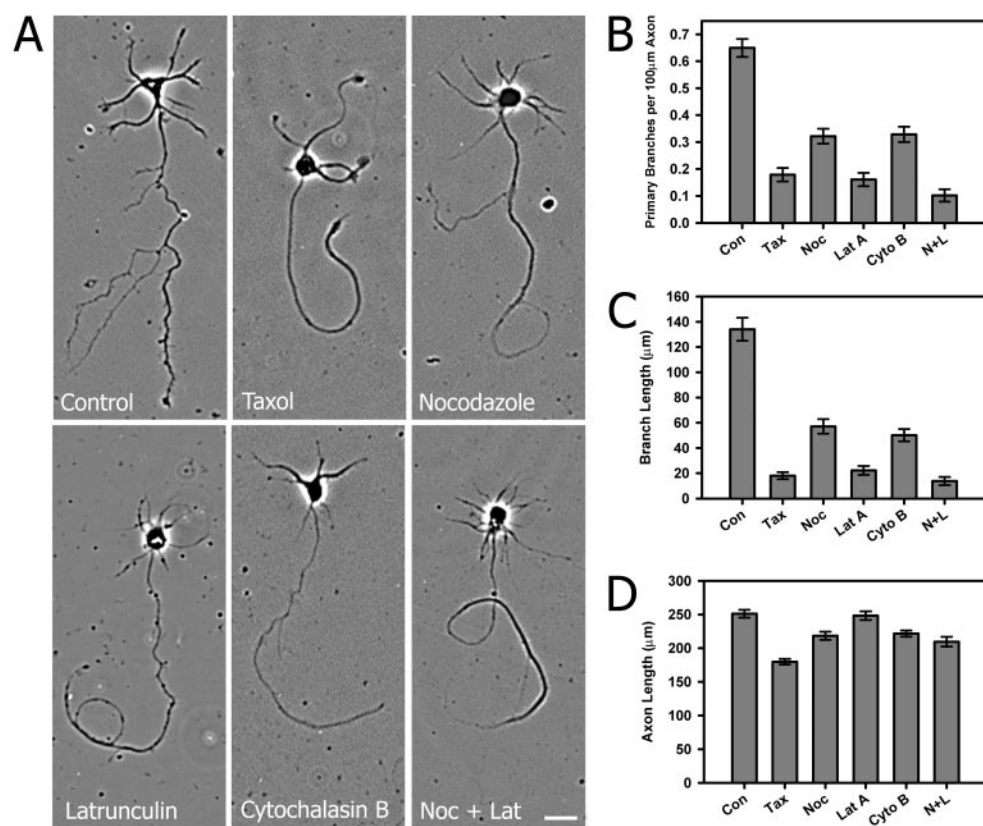 A
Control
Taxol
Nocodazole
Latrunculin
Cytochalasin B
Noc + Lat
B
Primary Branches per 100μm Axon
0.7
0.6
0.5
0.4
0.3
0.2
0.1
0.0
Con Tax Noc Lat A Cyto B N+L
C
Branch Length (μm)
160
140
120
100
80
60
40
20
0
Con Tax Noc Lat A Cyto B N+L
D
Axon Length (μm)
300
250
200
150
100
50
0
Con Tax Noc Lat A Cyto B N+L